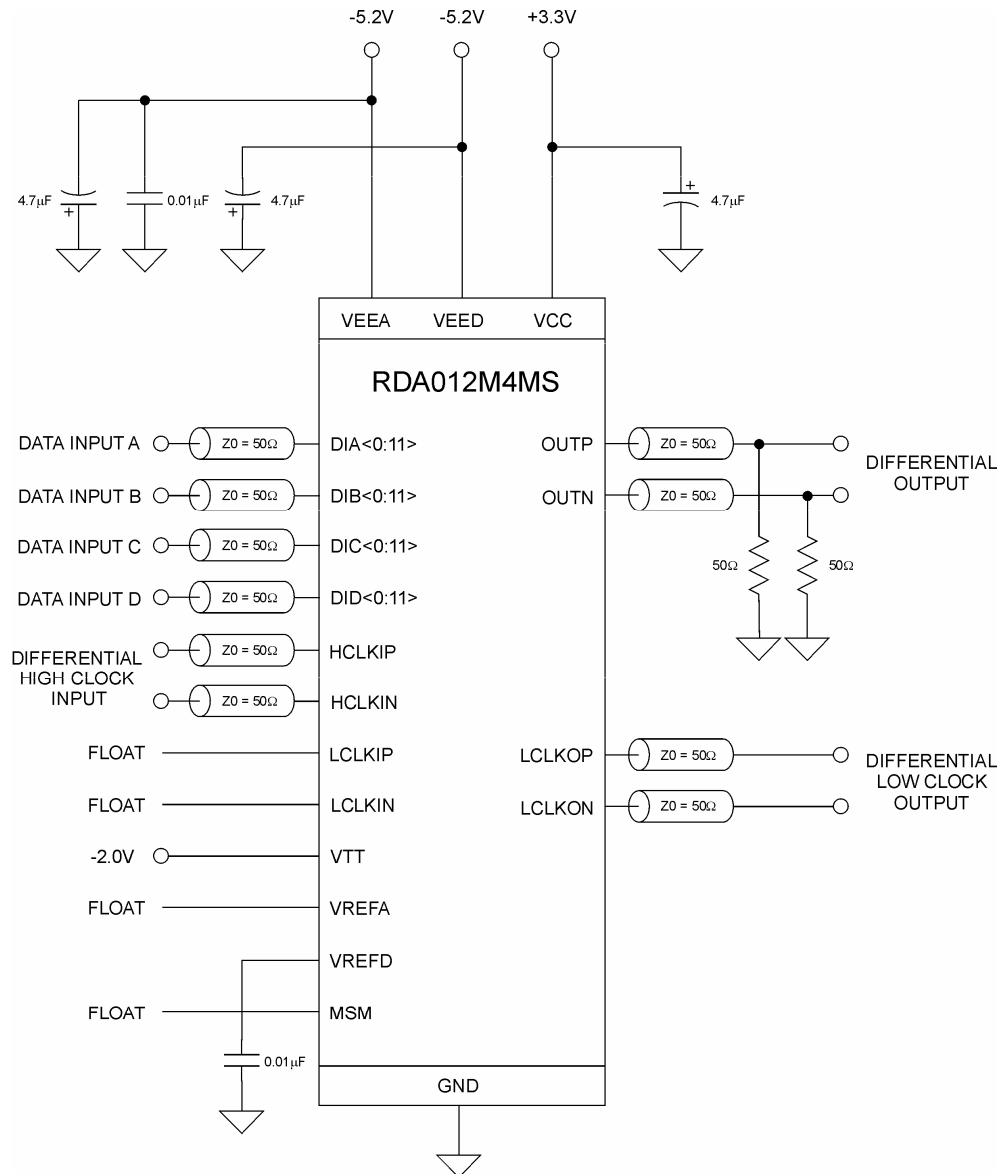 -5.2V -5.2V +3.3V
4.7µF
+
0.01µF
+
4.7µF
+
4.7µF
VEEA VEED VCC
RDA012M4MS
DATA INPUT A Z0 = 50Ω DIA<0:11>
DATA INPUT B Z0 = 50Ω DIB<0:11>
DATA INPUT C Z0 = 50Ω DIC<0:11>
DATA INPUT D Z0 = 50Ω DID<0:11>
DIFFERENTIAL
HIGH CLOCK
INPUT
Z0 = 50Ω HCLKIP
Z0 = 50Ω HCLKIN
FLOAT LCLKIP
FLOAT LCLKIN
-2.0V VTT
FLOAT VREFA
VREFD
FLOAT MSM
0.01µF
OUTP Z0 = 50Ω
OUTN Z0 = 50Ω
DIFFERENTIAL
OUTPUT
50Ω 50Ω
LCLKOP Z0 = 50Ω
LCLKON Z0 = 50Ω
DIFFERENTIAL
LOW CLOCK
OUTPUT
GND